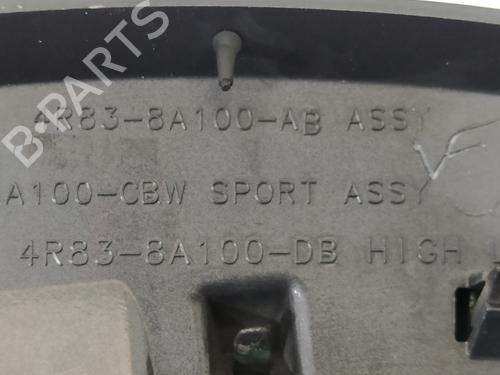 B-PARTS
4R83-8A100-AB ASSY
A100-CBW SPORT ASSY
4R83-8A100-DB HIGH